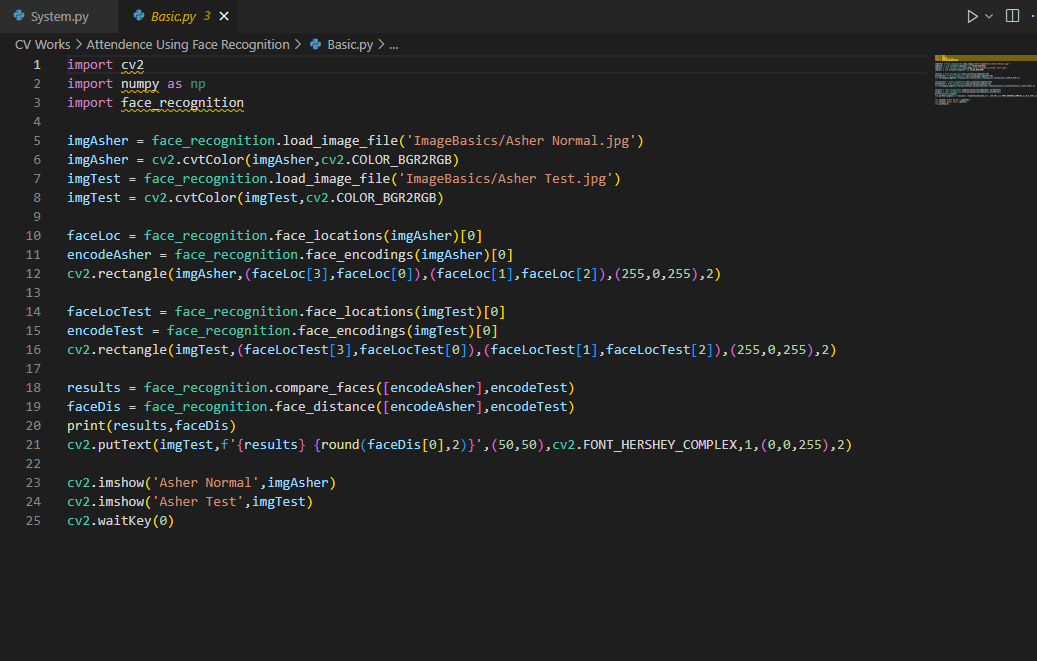 System.py Basic.py 3
CV Works > Attendence Using Face Recognition > Basic.py > ...
1 import cv2
2 import numpy as np
3 import face_recognition
4
5 imgAsher = face_recognition.load_image_file('ImageBasics/Asher Normal.jpg')
6 imgAsher = cv2.cvtColor(imgAsher,cv2.COLOR_BGR2RGB)
7 imgTest = face_recognition.load_image_file('ImageBasics/Asher Test.jpg')
8 imgTest = cv2.cvtColor(imgTest,cv2.COLOR_BGR2RGB)
9
10 faceLoc = face_recognition.face_locations(imgAsher)[0]
11 encodeAsher = face_recognition.face_encodings(imgAsher)[0]
12 cv2.rectangle(imgAsher,(faceLoc[3],faceLoc[0]),(faceLoc[1],faceLoc[2]),(255,0,255),2)
13
14 faceLocTest = face_recognition.face_locations(imgTest)[0]
15 encodeTest = face_recognition.face_encodings(imgTest)[0]
16 cv2.rectangle(imgTest,(faceLocTest[3],faceLocTest[0]),(faceLocTest[1],faceLocTest[2]),(255,0,255),2)
17
18 results = face_recognition.compare_faces([encodeAsher],encodeTest)
19 faceDis = face_recognition.face_distance([encodeAsher],encodeTest)
20 print(results,faceDis)
21 cv2.putText(imgTest,f'{results} {round(faceDis[0],2)}',(50,50),cv2.FONT_HERSHEY_COMPLEX,1,(0,0,255),2)
22
23 cv2.imshow('Asher Normal',imgAsher)
24 cv2.imshow('Asher Test',imgTest)
25 cv2.waitKey(0)